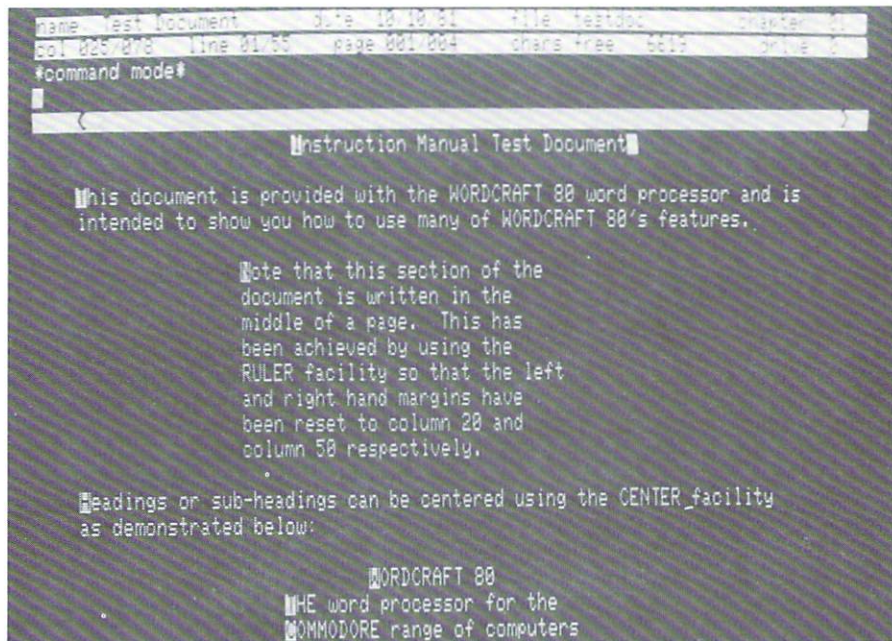 name. Test Document date 10/10/81 file testdoc chapter 01
col 025/078 line 01/55 page 001/004 chars free 6619 drive
*command mode*
( )
Instruction Manual Test Document
This document is provided with the WORDCRAFT 80 word processor and is
intended to show you how to use many of WORDCRAFT 80's features.
Note that this section of the
document is written in the
middle of a page. This has
been achieved by using the
RULER facility so that the left
and right hand margins have
been reset to column 20 and
column 50 respectively.
Headings or sub-headings can be centered using the CENTER facility
as demonstrated below:
WORDCRAFT 80
THE word processor for the
COMMODORE range of computers